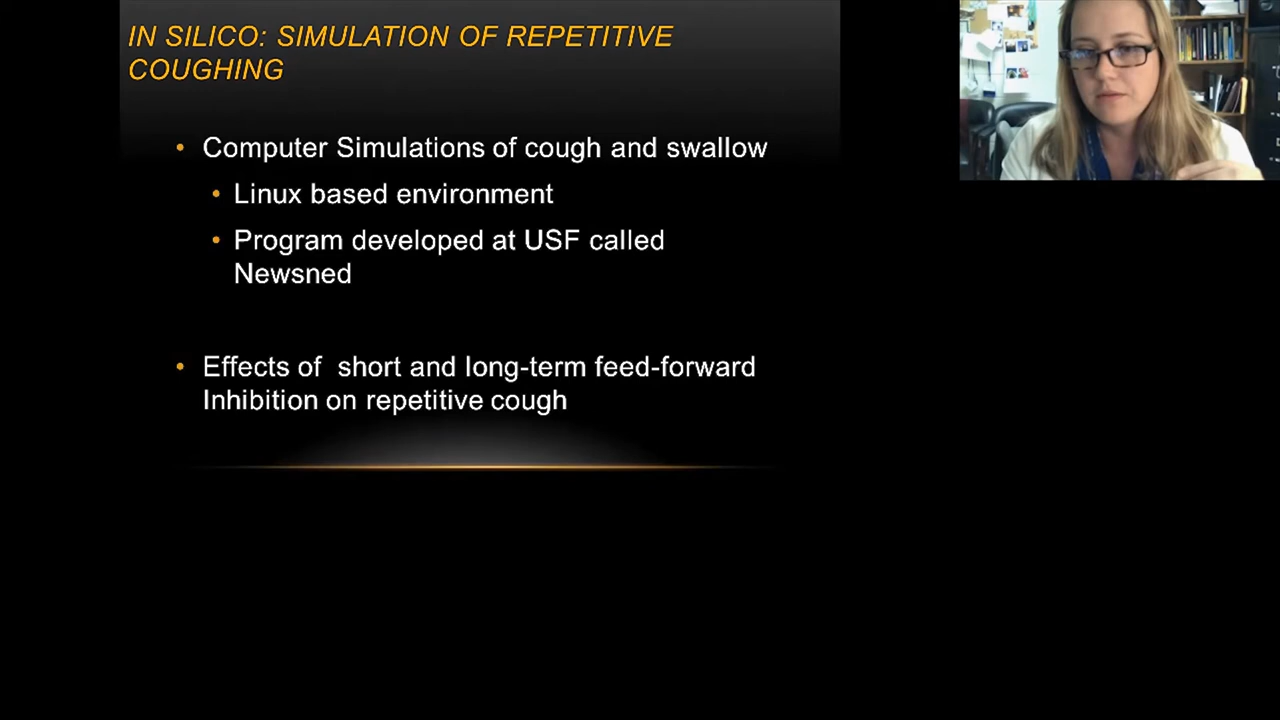 IN SILICO: SIMULATION OF REPETITIVE
COUGHING
• Computer Simulations of cough and swallow
• Linux based environment
• Program developed at USF called
Newsned
• Effects of  short and long-term feed-forward
Inhibition on repetitive cough